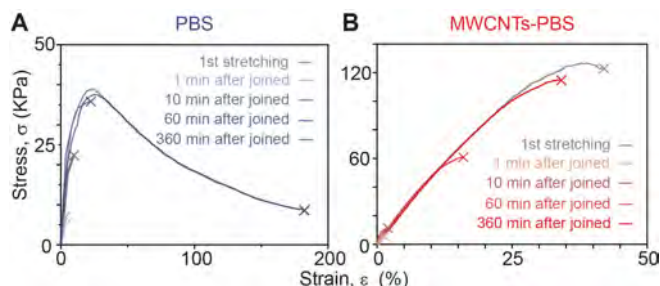 A
PBS
50
25
0
Stress, σ (KPa)
1st stretching
1 min after joined
10 min after joined
60 min after joined
360 min after joined
0
100
200
B
MWCNTs-PBS
120
60
0
1st stretching
1 min after joined
10 min after joined
60 min after joined
360 min after joined
0
25
50
Strain, ε (%)